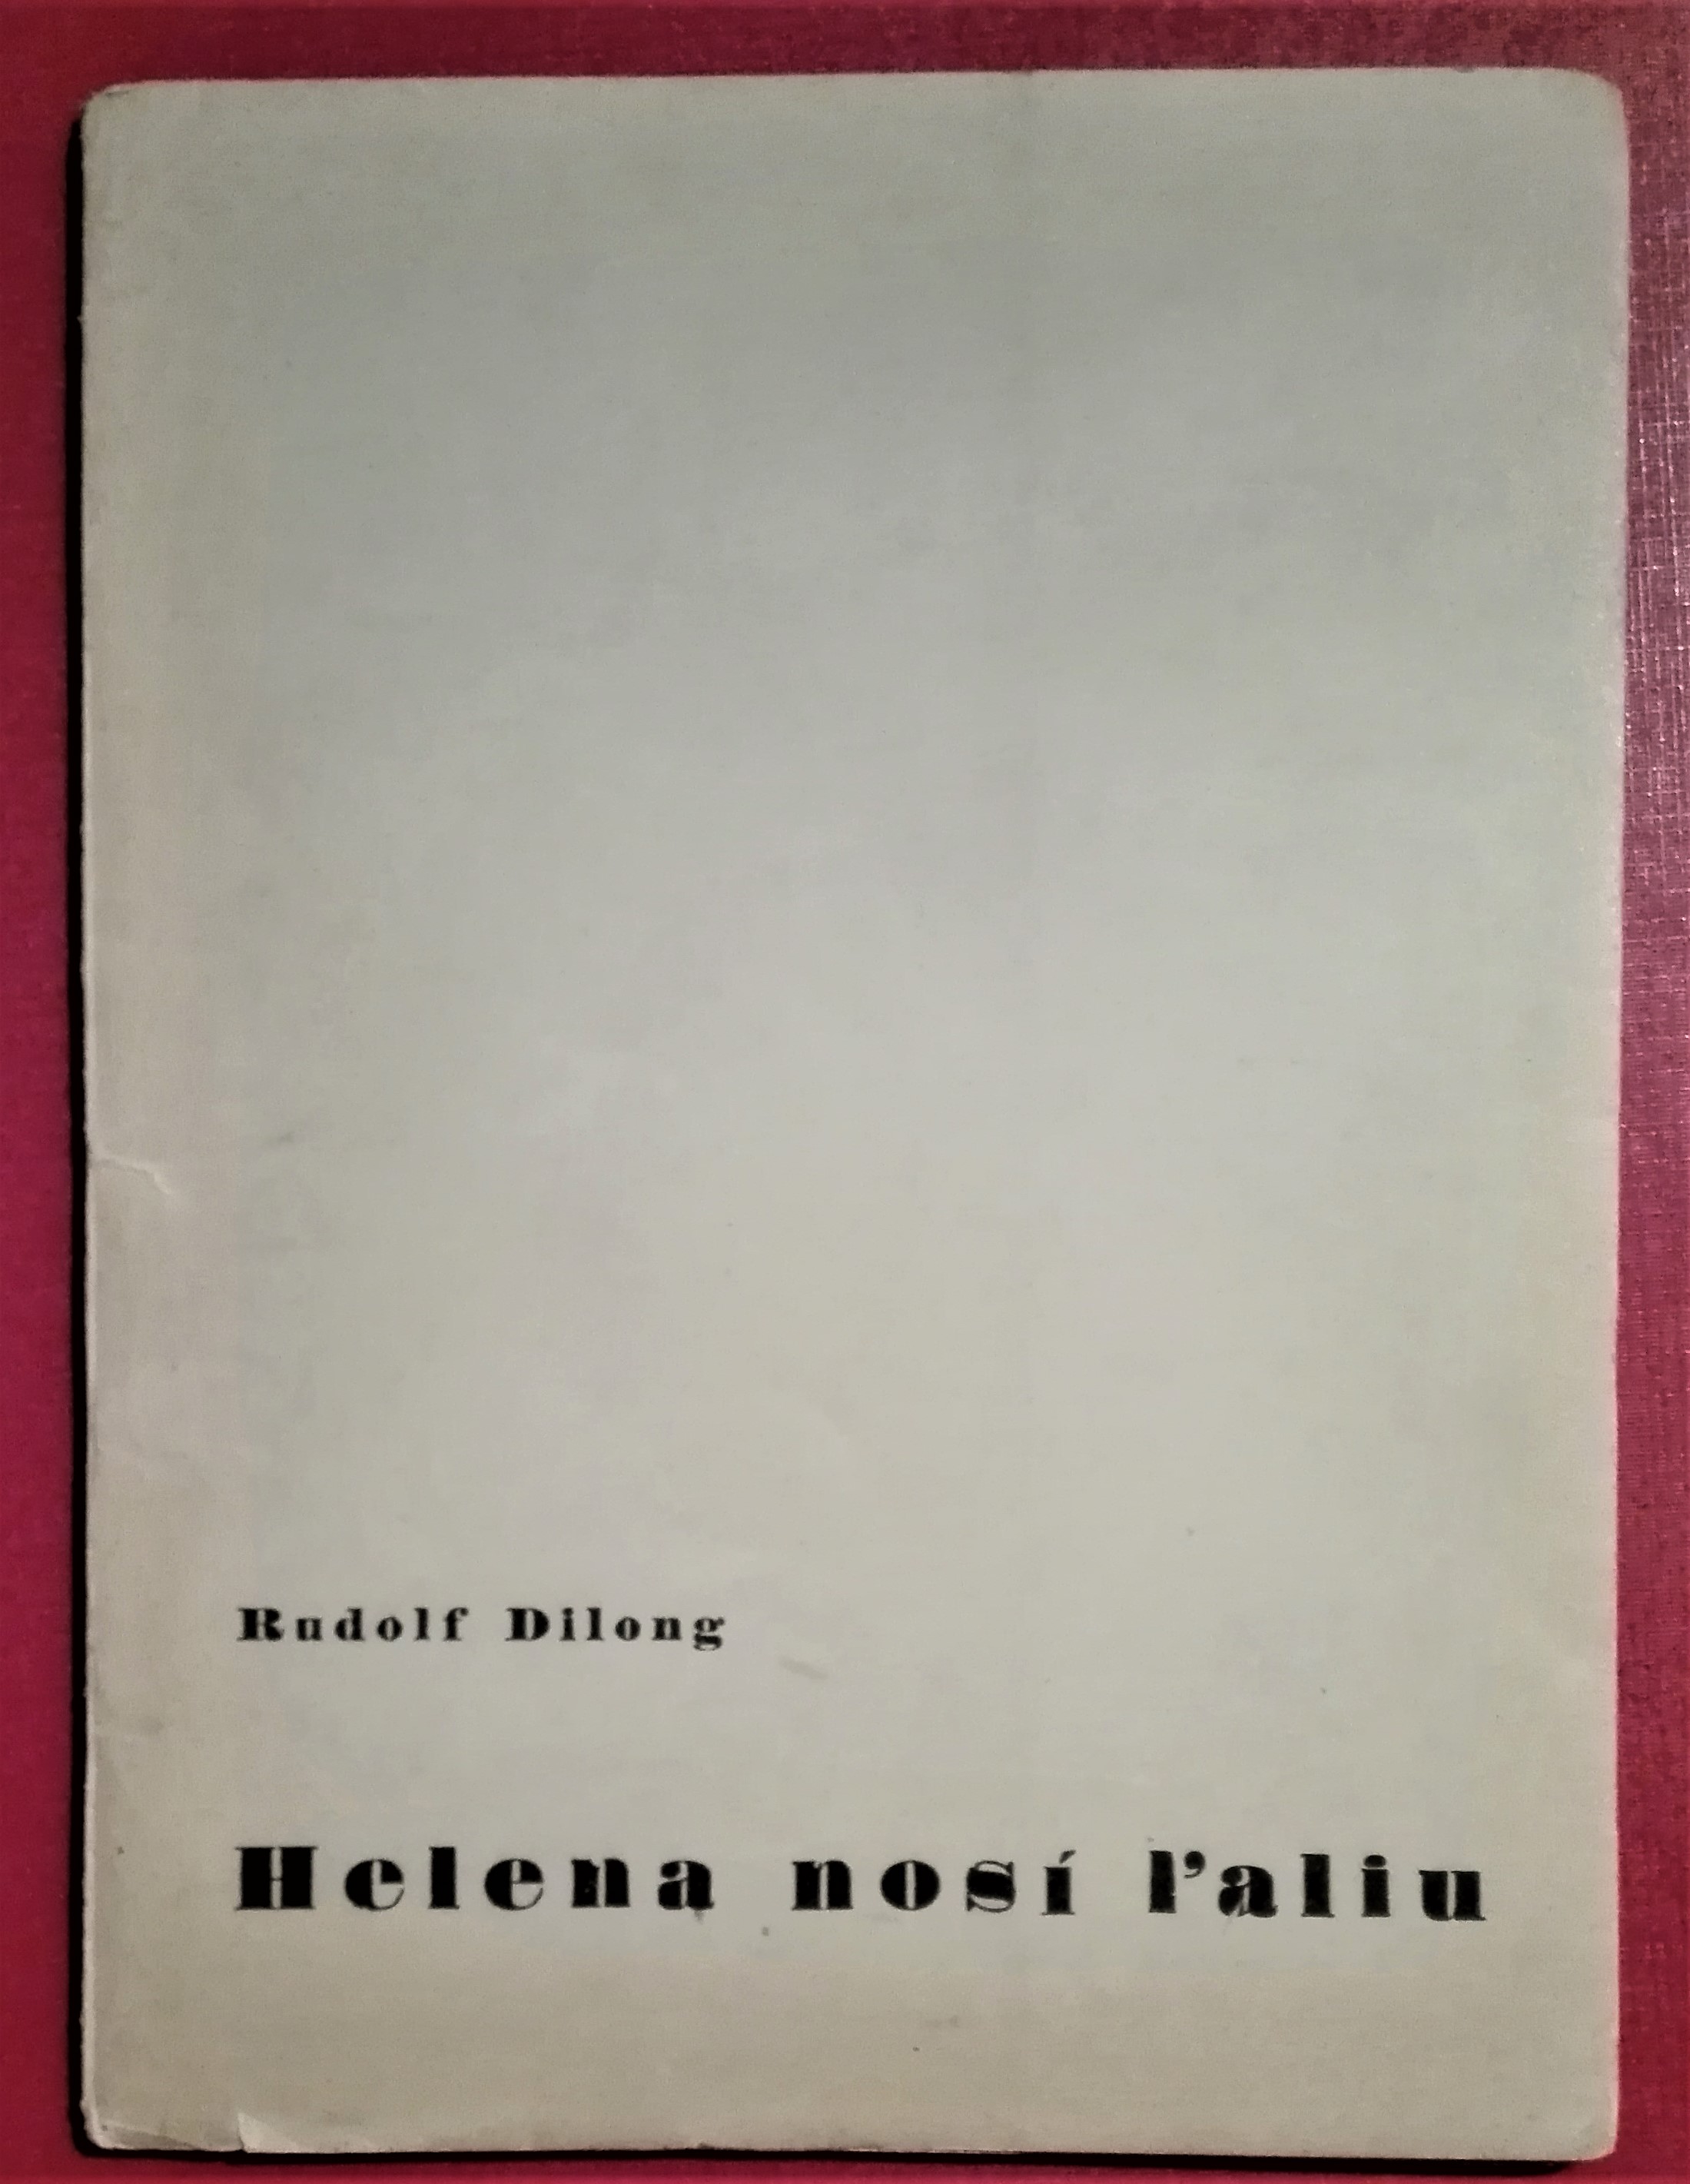 Rudolf Dilong
Helena nosí ľaliu